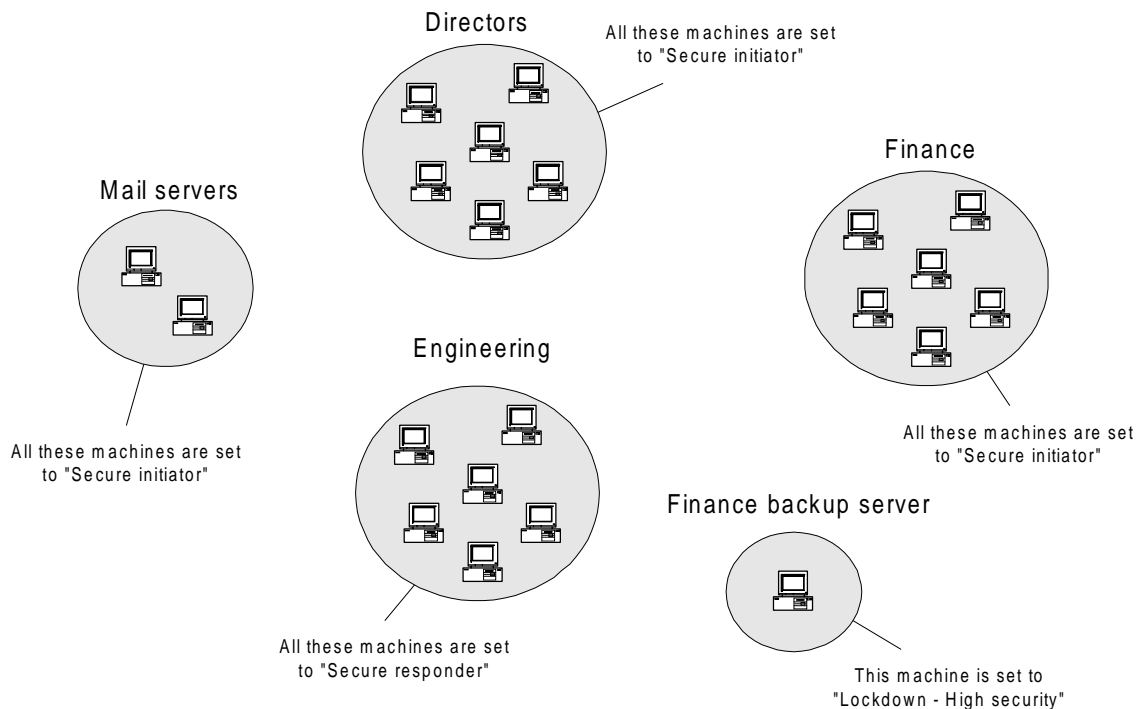 Directors
All these machines are set
to "Secure initiator"
Finance
Mail servers
Engineering
All these machines are set
to "Secure initiator"
All these machines are set
to "Secure initiator"
Finance backup server
All these machines are set
to "Secure responder"
This machine is set to
"Lockdown - High security"